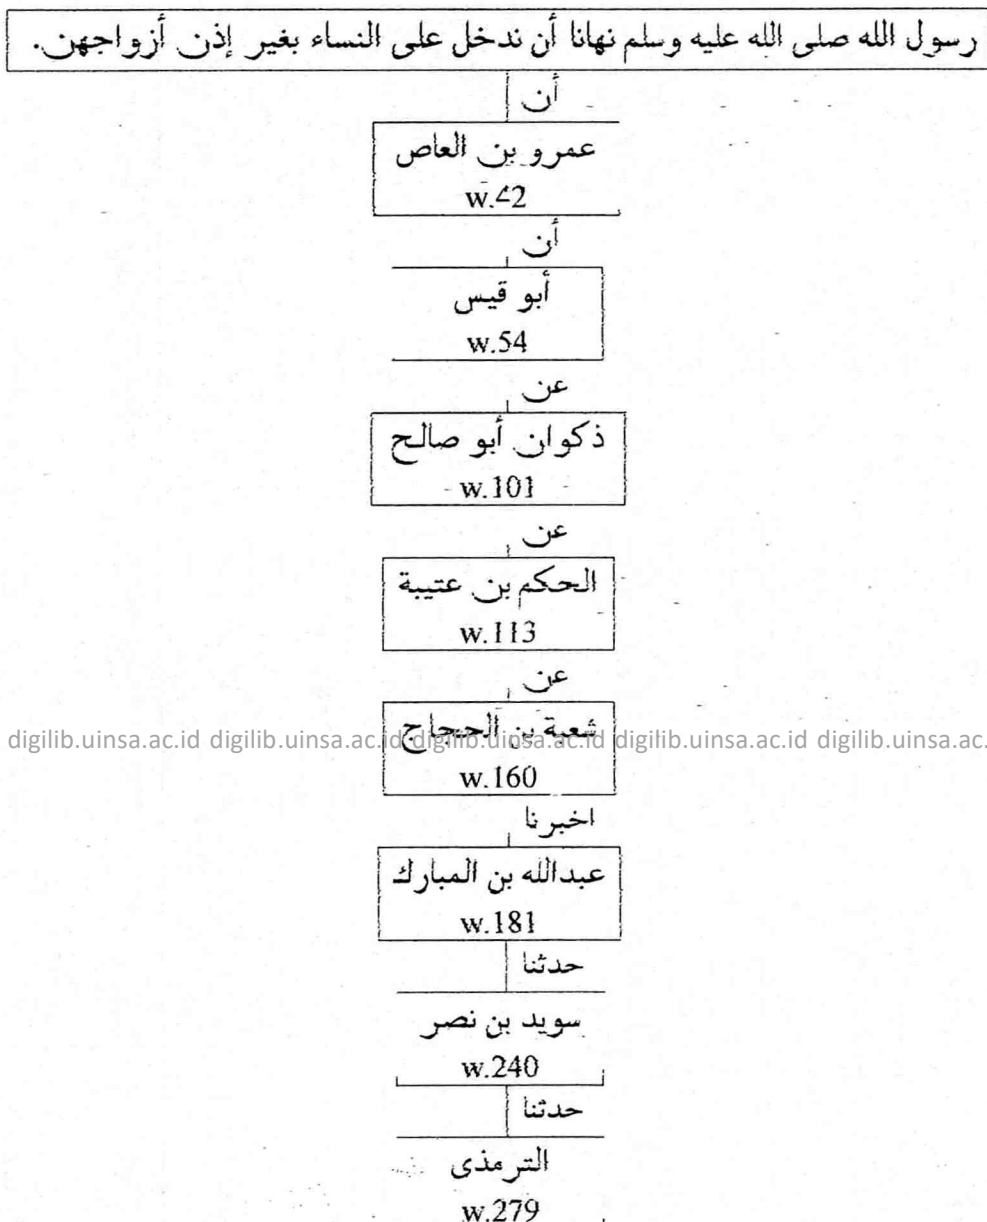 رسول الله صلى الله عليه وسلم نهانا أن ندخل على النساء بغير إذن أزواجهن.
أن
عمرو بن العاص
w.42
أن
أبو قيس
w.54
عن
ذكوان أبو صالح
w.101
عن
الحكم بن عتيبة
w.113
عن
شعبة بن الحجاج
digilib.uinsa.ac.id digilib.uinsa.ac.id digilib.uinsa.ac.id digilib.uinsa.ac.id digilib.uinsa.ac.
w.160
اخبرنا
عبدالله بن المبارك
w.181
حدثنا
سويد بن نصر
w.240
حدثنا
الترمذى
w.279